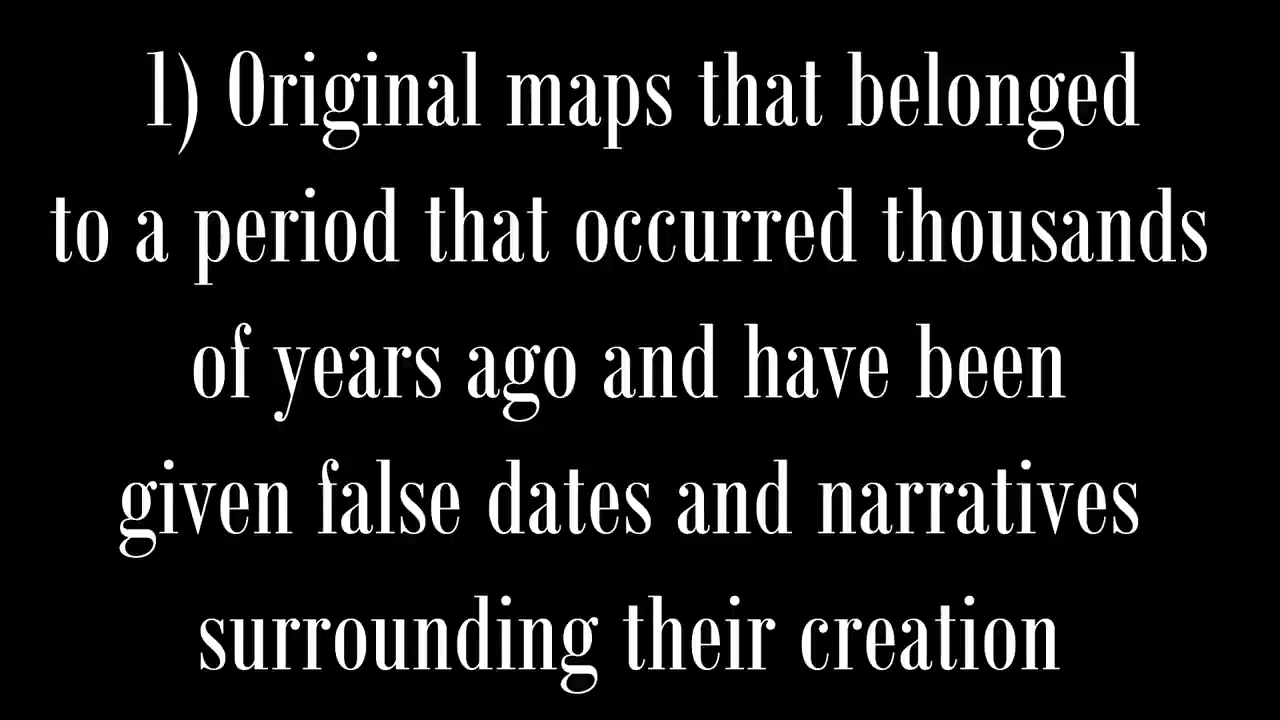 1) Original maps that belonged
to a period that occurred thousands
of years ago and have been
given false dates and narratives
surrounding their creation